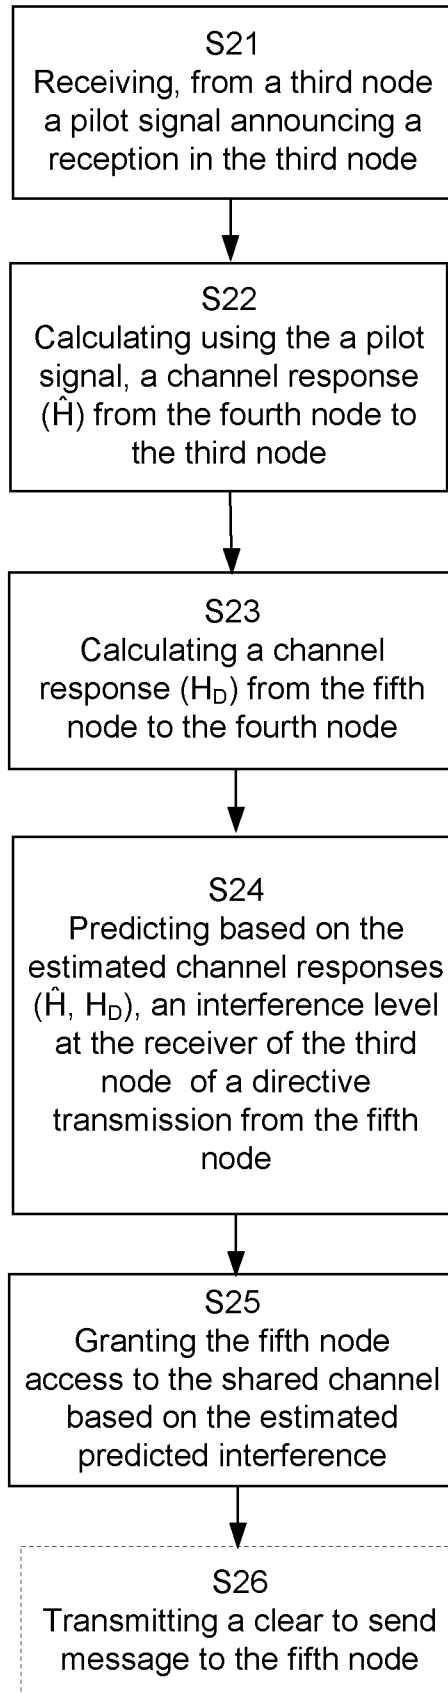 S21
Receiving, from a third node
a pilot signal announcing a
reception in the third node
S22
Calculating using the a pilot
signal, a channel response
(Ĥ) from the fourth node to
the third node
S23
Calculating a channel
response (H_D) from the fifth
node to the fourth node
S24
Predicting based on the
estimated channel responses
(Ĥ, H_D), an interference level
at the receiver of the third
node of a directive
transmission from the fifth
node
S25
Granting the fifth node
access to the shared channel
based on the estimated
predicted interference
S26
Transmitting a clear to send
message to the fifth node